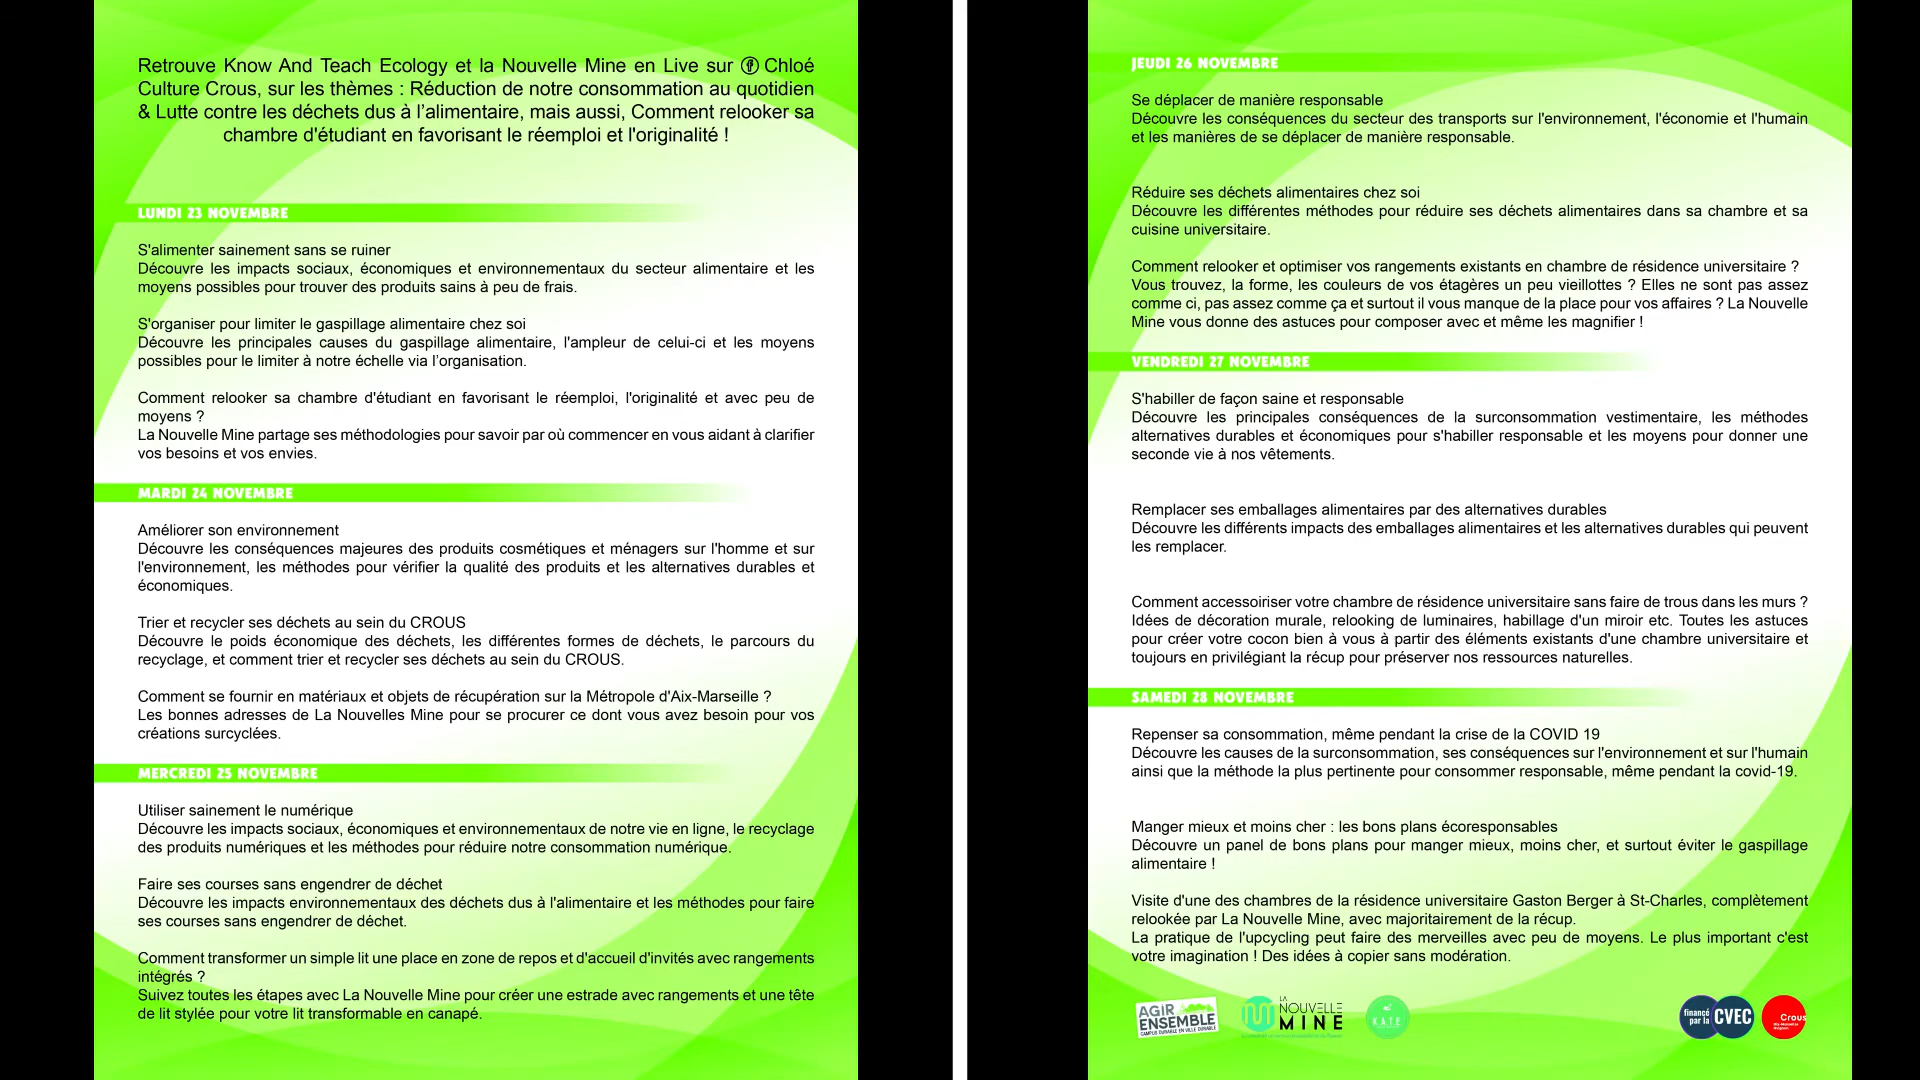 Retrouve Know And Teach Ecology et la Nouvelle Mine en Live sur Chloé
Culture Crous, sur les thèmes : Réduction de notre consommation au quotidien
& Lutte contre les déchets dus à l’alimentaire, mais aussi, Comment relooker sa
chambre d'étudiant en favorisant le réemploi et l'originalité !
LUNDI 23 NOVEMBRE
S'alimenter sainement sans se ruiner
Découvre les impacts sociaux, économiques et environnementaux du secteur alimentaire et les
moyens possibles pour trouver des produits sains à peu de frais.
S'organiser pour limiter le gaspillage alimentaire chez soi
Découvre les principales causes du gaspillage alimentaire, l'ampleur de celui-ci et les moyens
possibles pour le limiter à notre échelle via l’organisation.
Comment relooker sa chambre d'étudiant en favorisant le réemploi, l'originalité et avec peu de
moyens ?
La Nouvelle Mine partage ses méthodologies pour savoir par où commencer en vous aidant à clarifier
vos besoins et vos envies.
MARDI 24 NOVEMBRE
Améliorer son environnement
Découvre les conséquences majeures des produits cosmétiques et ménagers sur l'homme et sur
l'environnement, les méthodes pour vérifier la qualité des produits et les alternatives durables et
économiques.
Trier et recycler ses déchets au sein du CROUS
Découvre le poids économique des déchets, les différentes formes de déchets, le parcours du
recyclage, et comment trier et recycler ses déchets au sein du CROUS.
Comment se fournir en matériaux et objets de récupération sur la Métropole d'Aix-Marseille ?
Les bonnes adresses de La Nouvelles Mine pour se procurer ce dont vous avez besoin pour vos
créations surcyclées.
MERCREDI 25 NOVEMBRE
Utiliser sainement le numérique
Découvre les impacts sociaux, économiques et environnementaux de notre vie en ligne, le recyclage
des produits numériques et les méthodes pour réduire notre consommation numérique.
Faire ses courses sans engendrer de déchet
Découvre les impacts environnementaux des déchets dus à l'alimentaire et les méthodes pour faire
ses courses sans engendrer de déchet.
Comment transformer un simple lit une place en zone de repos et d'accueil d'invités avec rangements
intégrés ?
Suivez toutes les étapes avec La Nouvelle Mine pour créer une estrade avec rangements et une tête
de lit stylée pour votre lit transformable en canapé.
JEUDI 26 NOVEMBRE
Se déplacer de manière responsable
Découvre les conséquences du secteur des transports sur l'environnement, l'économie et l'humain
et les manières de se déplacer de manière responsable.
Réduire ses déchets alimentaires chez soi
Découvre les différentes méthodes pour réduire ses déchets alimentaires dans sa chambre et sa
cuisine universitaire.
Comment relooker et optimiser vos rangements existants en chambre de résidence universitaire ?
Vous trouvez, la forme, les couleurs de vos étagères un peu vieillottes ? Elles ne sont pas assez
comme ci, pas assez comme ça et surtout il vous manque de la place pour vos affaires ? La Nouvelle
Mine vous donne des astuces pour composer avec et même les magnifier !
VENDREDI 27 NOVEMBRE
S'habiller de façon saine et responsable
Découvre les principales conséquences de la surconsommation vestimentaire, les méthodes
alternatives durables et économiques pour s'habiller responsable et les moyens pour donner une
seconde vie à nos vêtements.
Remplacer ses emballages alimentaires par des alternatives durables
Découvre les différents impacts des emballages alimentaires et les alternatives durables qui peuvent
les remplacer.
Comment accessoiriser votre chambre de résidence universitaire sans faire de trous dans les murs ?
Idées de décoration murale, relooking de luminaires, habillage d'un miroir etc. Toutes les astuces
pour créer votre cocon bien à vous à partir des éléments existants d'une chambre universitaire et
toujours en privilégiant la récup pour préserver nos ressources naturelles.
SAMEDI 28 NOVEMBRE
Repenser sa consommation, même pendant la crise de la COVID 19
Découvre les causes de la surconsommation, ses conséquences sur l'environnement et sur l'humain
ainsi que la méthode la plus pertinente pour consommer responsable, même pendant la covid-19.
Manger mieux et moins cher : les bons plans écoresponsables
Découvre un panel de bons plans pour manger mieux, moins cher, et surtout éviter le gaspillage
alimentaire !
Visite d'une des chambres de la résidence universitaire Gaston Berger à St-Charles, complètement
relookée par La Nouvelle Mine, avec majoritairement de la récup.
La pratique de l'upcycling peut faire des merveilles avec peu de moyens. Le plus important c'est
votre imagination ! Des idées à copier sans modération.
AGIR
ENSEMBLE
CAMPUS DURABLE EN VILLE DURABLE
LA
NOUVELLE
MINE
K.A.T.E
financé
par la
CVEC
Crous